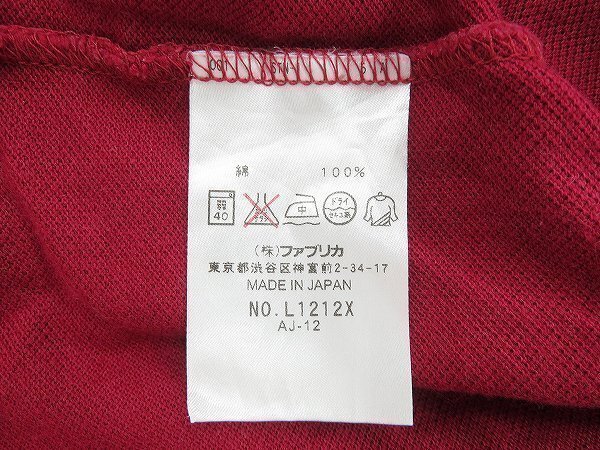 綿 100%
40 中 ドライ
(株)ファブリカ
東京都渋谷区神宮前2-34-17
MADE IN JAPAN
NO.L1212X
AJ-12